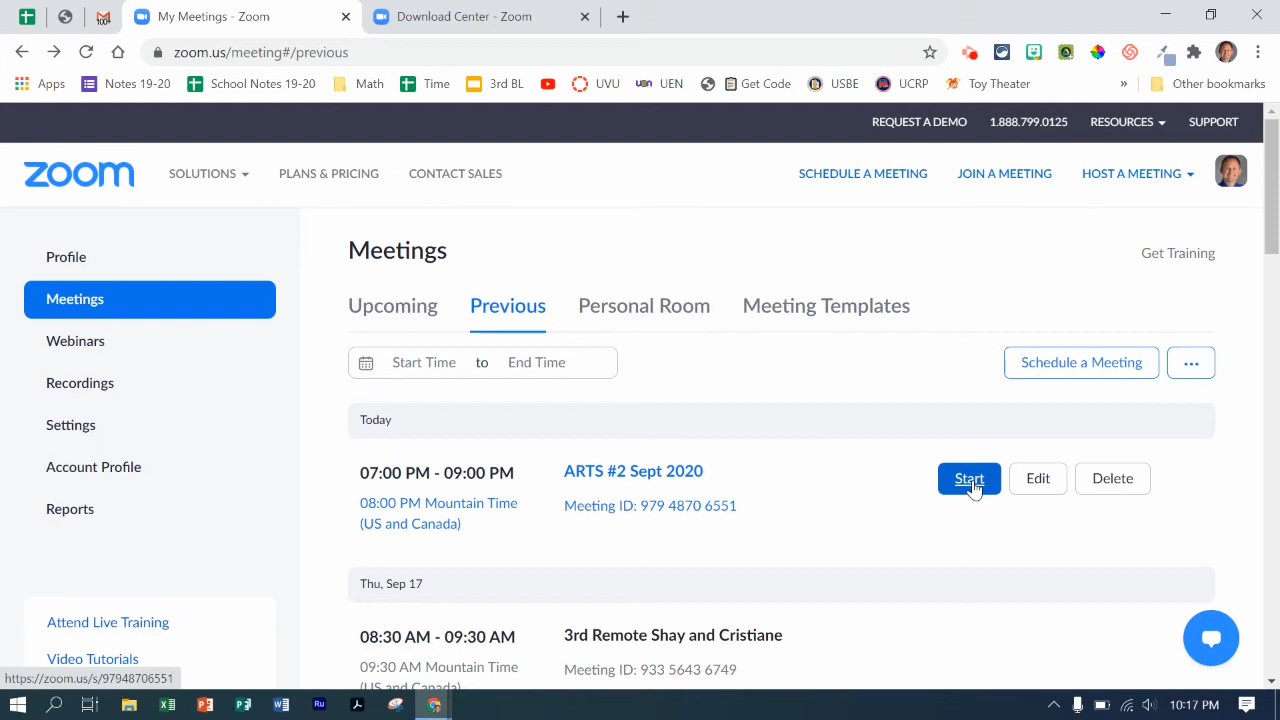 100+
My Meetings - Zoom
Download Center - Zoom
zoom.us/meeting#/previous
Apps
Notes 19-20
School Notes 19-20
Math
Time
3rd BL
UVU
uen
UEN
Get Code
USBE
UCRP
Toy Theater
»
Other bookmarks
REQUEST A DEMO
1.888.799.0125
RESOURCES
SUPPORT
zoom
SOLUTIONS
PLANS & PRICING
CONTACT SALES
SCHEDULE A MEETING
JOIN A MEETING
HOST A MEETING
Profile
Meetings
Webinars
Recordings
Settings
Account Profile
Reports
Attend Live Training
Video Tutorials
https://zoom.us/s/97948706551
Meetings
Get Training
Upcoming
Previous
Personal Room
Meeting Templates
Start Time to End Time
Schedule a Meeting
...
Today
07:00 PM - 09:00 PM
08:00 PM Mountain Time
(US and Canada)
ARTS #2 Sept 2020
Meeting ID: 979 4870 6551
Start
Edit
Delete
Thu, Sep 17
08:30 AM - 09:30 AM
09:30 AM Mountain Time
(US and Canada)
3rd Remote Shay and Cristiane
Meeting ID: 933 5643 6749
Ru
10:17 PM